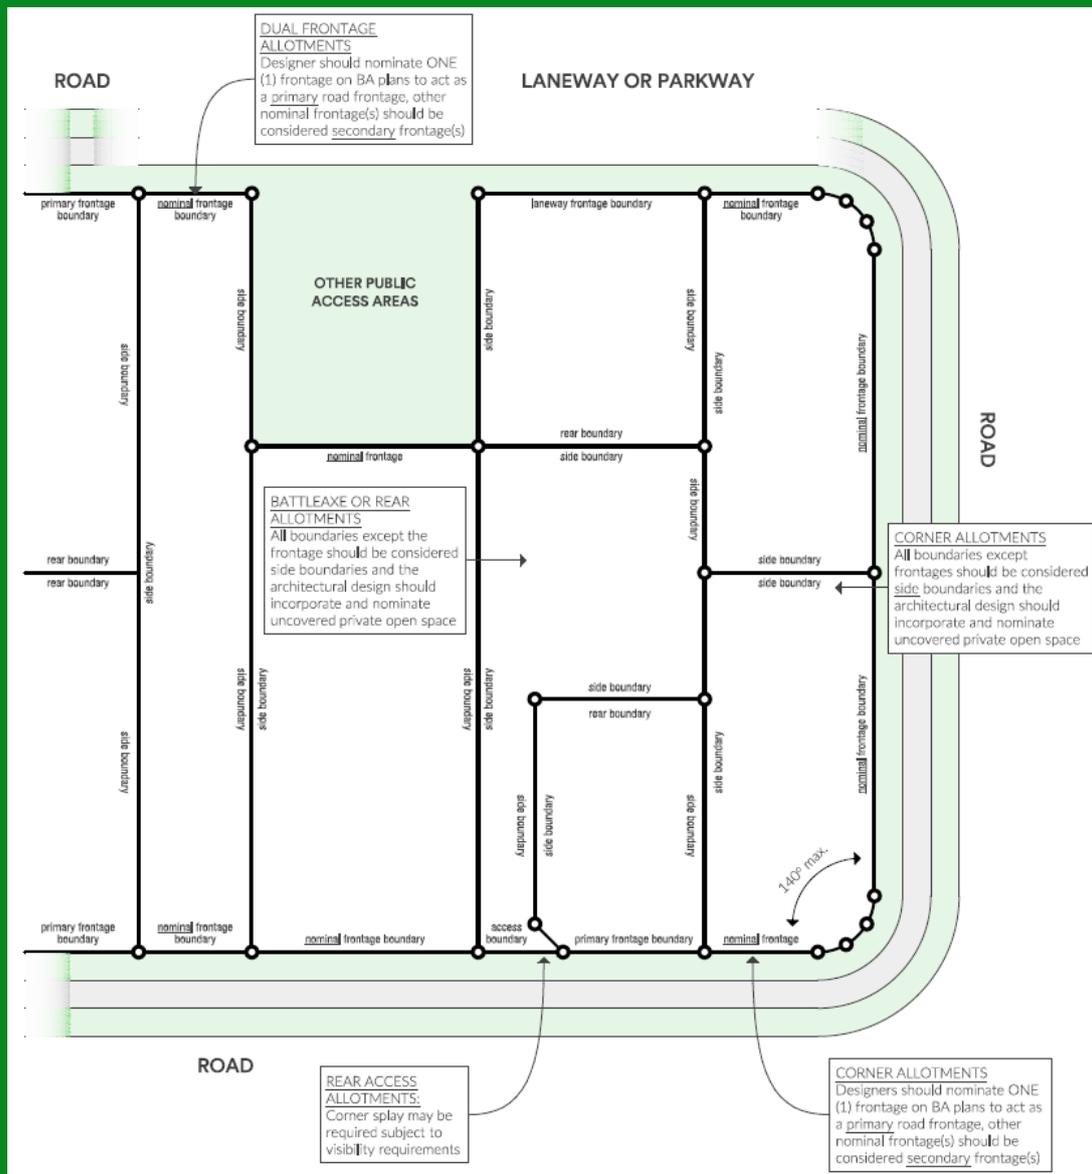 DUAL FRONTAGE
ALLOTMENTS
Designer should nominate ONE
(1) frontage on BA plans to act as
a primary road frontage, other
nominal frontage(s) should be
considered secondary frontage(s)
ROAD
LANEWAY OR PARKWAY
primary frontage
boundary
nominal frontage
boundary
laneway frontage boundary
nominal frontage
boundary
OTHER PUBLIC
ACCESS AREAS
side boundary
side boundary
side boundary
side boundary
side boundary
nominal frontage boundary
ROAD
rear boundary
side boundary
nominal frontage
BATTLEAXE OR REAR
ALLOTMENTS
All boundaries except the
frontage should be considered
side boundaries and the
architectural design should
incorporate and nominate
uncovered private open space
side boundary
CORNER ALLOTMENTS
All boundaries except
frontages should be considered
side boundaries and the
architectural design should
incorporate and nominate
uncovered private open space
rear boundary
rear boundary
side boundary
side boundary
side boundary
side boundary
side boundary
side boundary
side boundary
side boundary
rear boundary
nominal frontage boundary
side boundary
side boundary
side boundary
side boundary
side boundary
140° max.
primary frontage
boundary
nominal frontage
boundary
nominal frontage boundary
access
boundary
primary frontage boundary
nominal frontage
ROAD
REAR ACCESS
ALLOTMENTS:
Corner splay may be
required subject to
visibility requirements
CORNER ALLOTMENTS
Designers should nominate ONE
(1) frontage on BA plans to act as
a primary road frontage, other
nominal frontage(s) should be
considered secondary frontage(s)